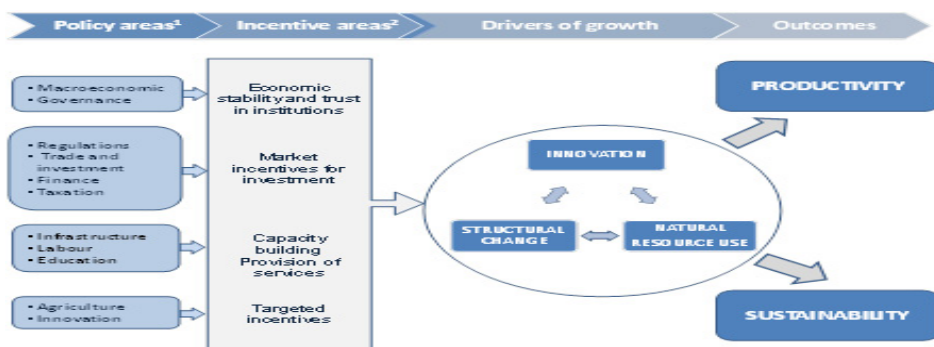 Policy areas¹
Incentive areas²
Drivers of growth
Outcomes
• Macroeconomic
• Governance
Economic
stability and trust
in institutions
• Regulations
• Trade and
investment
• Finance
• Taxation
Market
incentives for
investment
• Infrastructure
• Labour
• Education
Capacity
building
Provision of
services
• Agriculture
• Innovation
Targeted
incentives
INNOVATION
STRUCTURAL
CHANGE
NATURAL
RESOURCE USE
PRODUCTIVITY
SUSTAINABILITY